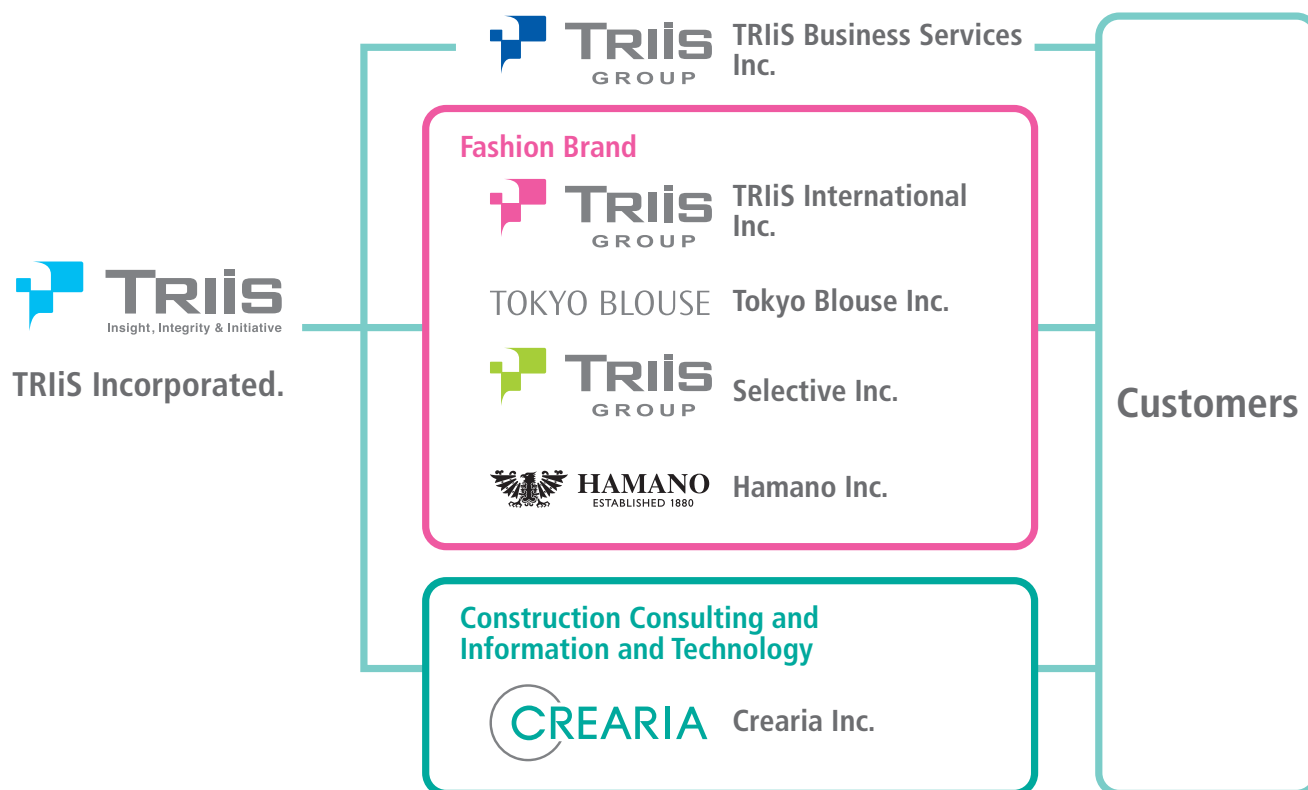 TRIiS
GROUP
TRIiS Business Services
Inc.
Fashion Brand
TRIiS
GROUP
TRIiS International
Inc.
TRIiS
Insight, Integrity & Initiative
TRIiS Incorporated.
TOKYO BLOUSE
Tokyo Blouse Inc.
TRIiS
GROUP
Selective Inc.
Customers
HAMANO
ESTABLISHED 1880
Hamano Inc.
Construction Consulting and
Information and Technology
CREARIA
Crearia Inc.